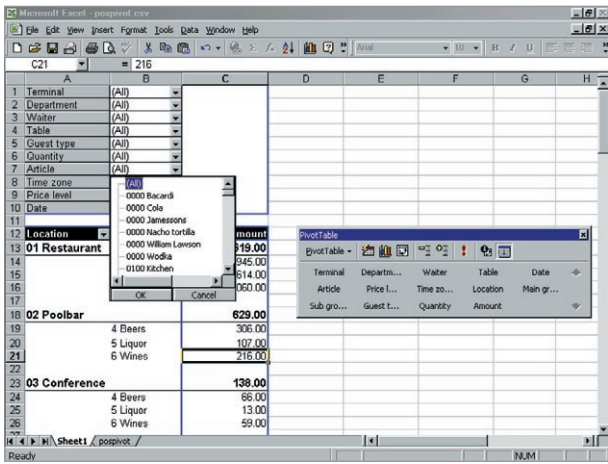 Microsoft Excel - pospivot.csv
File Edit View Insert Format Tools Data Window Help
Arial 10 B I U
C21 = 216
A B C D E F G H
1 Terminal (All)
2 Department (All)
3 Waiter (All)
4 Table (All)
5 Guest type (All)
6 Quantity (All)
7 Article (All)
8 Time zone (All)
9 Price level 0000 Bacardi
10 Date 0000 Cola
11 0000 Jamessons
0000 Nacho tortilla
12 Location 0000 William Lawson mount
13 01 Restaurant 0000 Wodka 619.00
14 0100 Kitchen 945.00
15 614.00
16 060.00
17 OK Cancel
18 02 Poolbar 629.00
19 4 Beers 306.00
20 5 Liquor 107.00
21 6 Wines 216.00
22
23 03 Conference 138.00
24 4 Beers 66.00
25 5 Liquor 13.00
26 6 Wines 59.00
PivotTable
PivotTable
Terminal Departm... Waiter Table Date
Article Price l... Time zo... Location Main gr...
Sub gro... Guest t... Quantity Amount
Sheet1 pospivot
Ready NUM